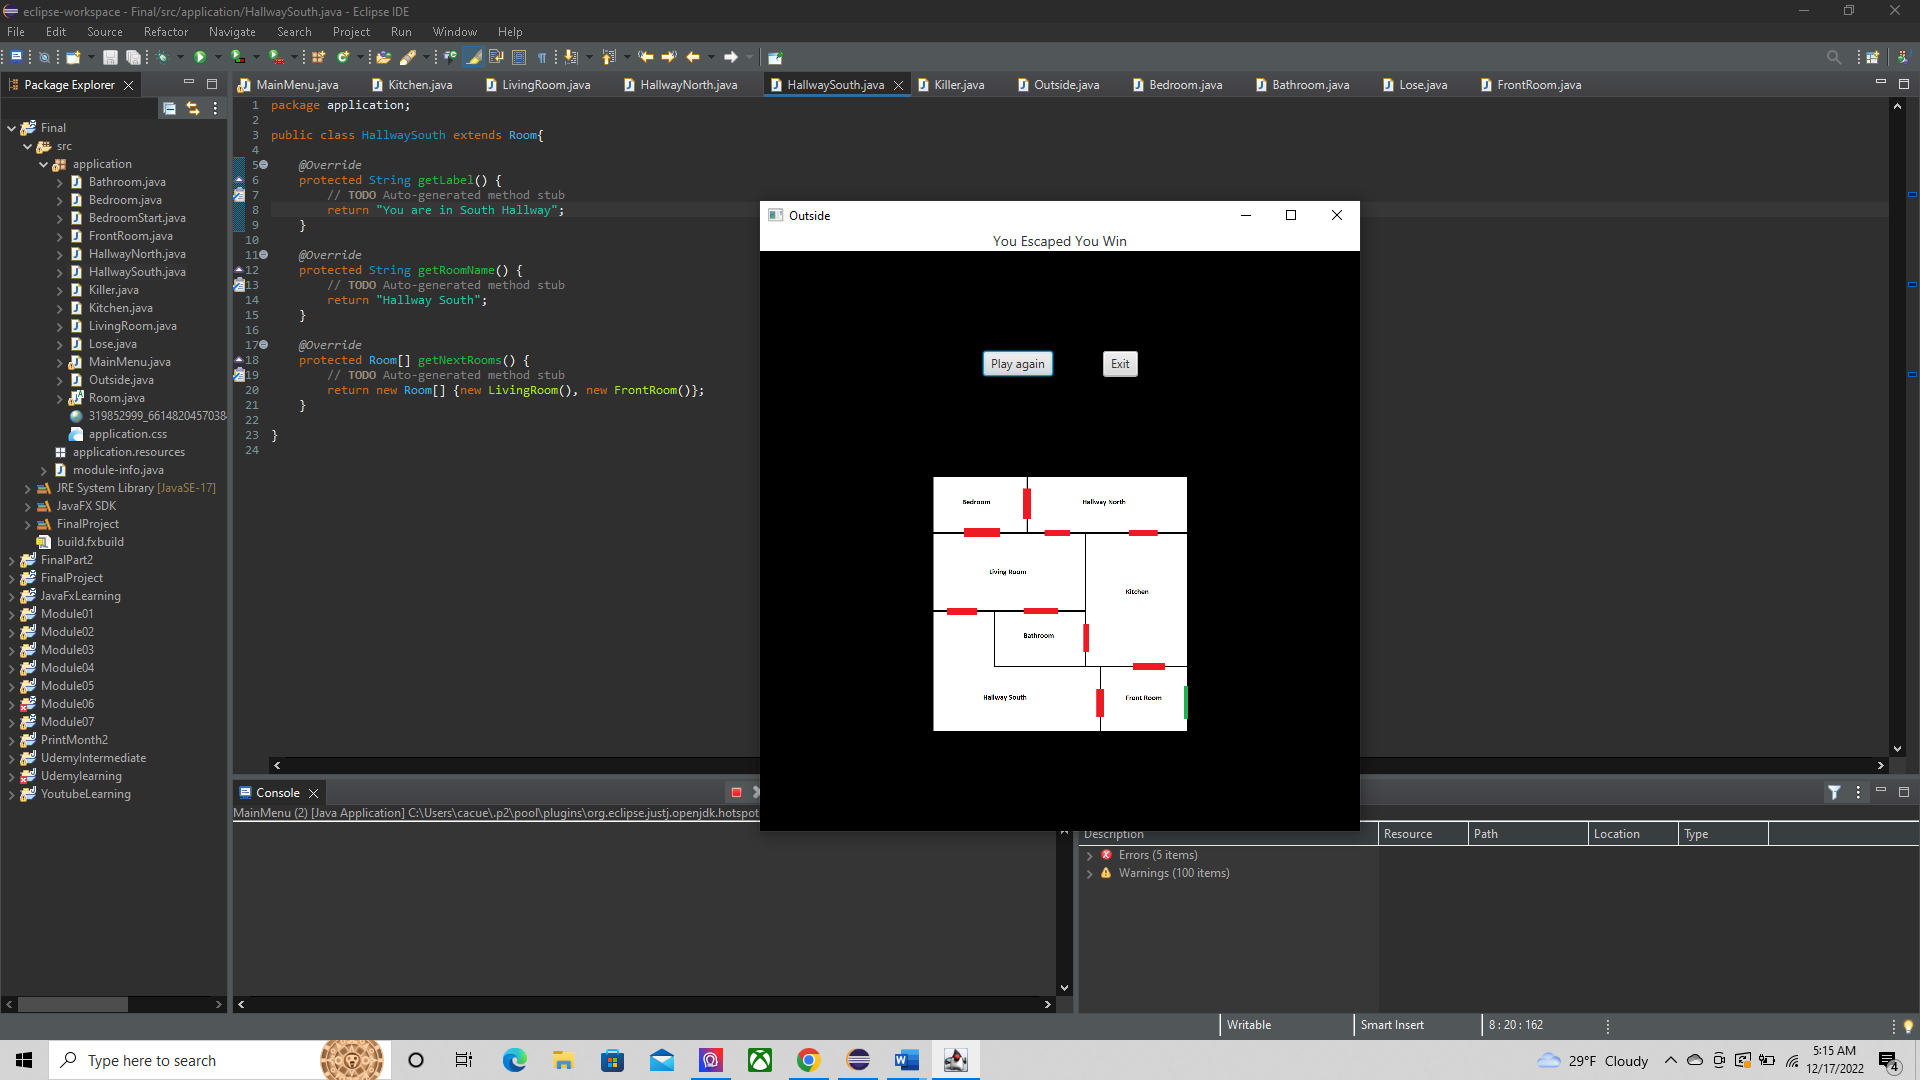 eclipse-workspace - Final/src/application/HallwaySouth.java - Eclipse IDE
File Edit Source Refactor Navigate Search Project Run Window Help
Package Explorer
MainMenu.java Kitchen.java LivingRoom.java HallwayNorth.java HallwaySouth.java Killer.java Outside.java Bedroom.java Bathroom.java Lose.java FrontRoom.java
Final
src
application
Bathroom.java
Bedroom.java
BedroomStart.java
FrontRoom.java
HallwayNorth.java
HallwaySouth.java
Killer.java
Kitchen.java
LivingRoom.java
Lose.java
MainMenu.java
Outside.java
Room.java
319852999_6614820457038
application.css
application.resources
module-info.java
JRE System Library [JavaSE-17]
JavaFX SDK
FinalProject
build.fxbuild
FinalPart2
FinalProject
JavaFxLearning
Module01
Module02
Module03
Module04
Module05
Module06
Module07
PrintMonth2
UdemyIntermediate
Udemylearning
YoutubeLearning
1 package application;
2
3 public class HallwaySouth extends Room{
4
5 @Override
6 protected String getLabel() {
7 // TODO Auto-generated method stub
8 return "You are in South Hallway";
9 }
10
11 @Override
12 protected String getRoomName() {
13 // TODO Auto-generated method stub
14 return "Hallway South";
15 }
16
17 @Override
18 protected Room[] getNextRooms() {
19 // TODO Auto-generated method stub
20 return new Room[] {new LivingRoom(), new FrontRoom()};
21 }
22
23 }
24
Outside
You Escaped You Win
Play again Exit
Bedroom Hallway North
Living Room
Kitchen
Bathroom
Hallway South Front Room
Console
MainMenu (2) [Java Application] C:\Users\cacue\.p2\pool\plugins\org.eclipse.justj.openjdk.hotspot
Description Resource Path Location Type
Errors (5 items)
Warnings (100 items)
Writable Smart Insert 8 : 20 : 162
Type here to search
29°F Cloudy
5:15 AM
12/17/2022
4